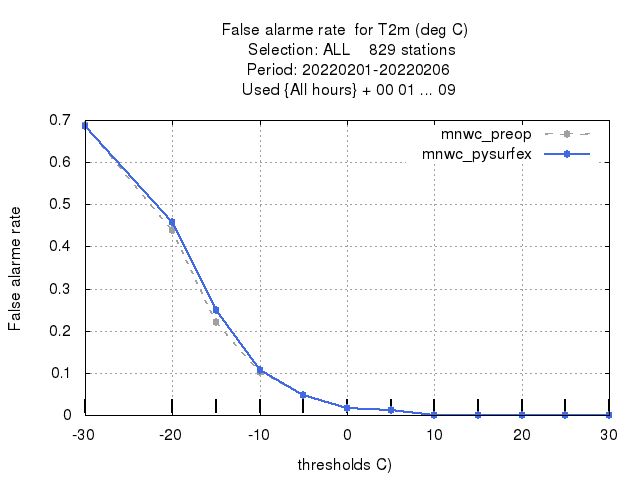 False alarme rate for T2m (deg C)
Selection: ALL 829 stations
Period: 20220201-20220206
Used {All hours} + 00 01 ... 09
mnwc_preop
mnwc_pysurfex
False alarme rate
0.7
0.6
0.5
0.4
0.3
0.2
0.1
0
-30 -20 -10 0 10 20 30
thresholds C)